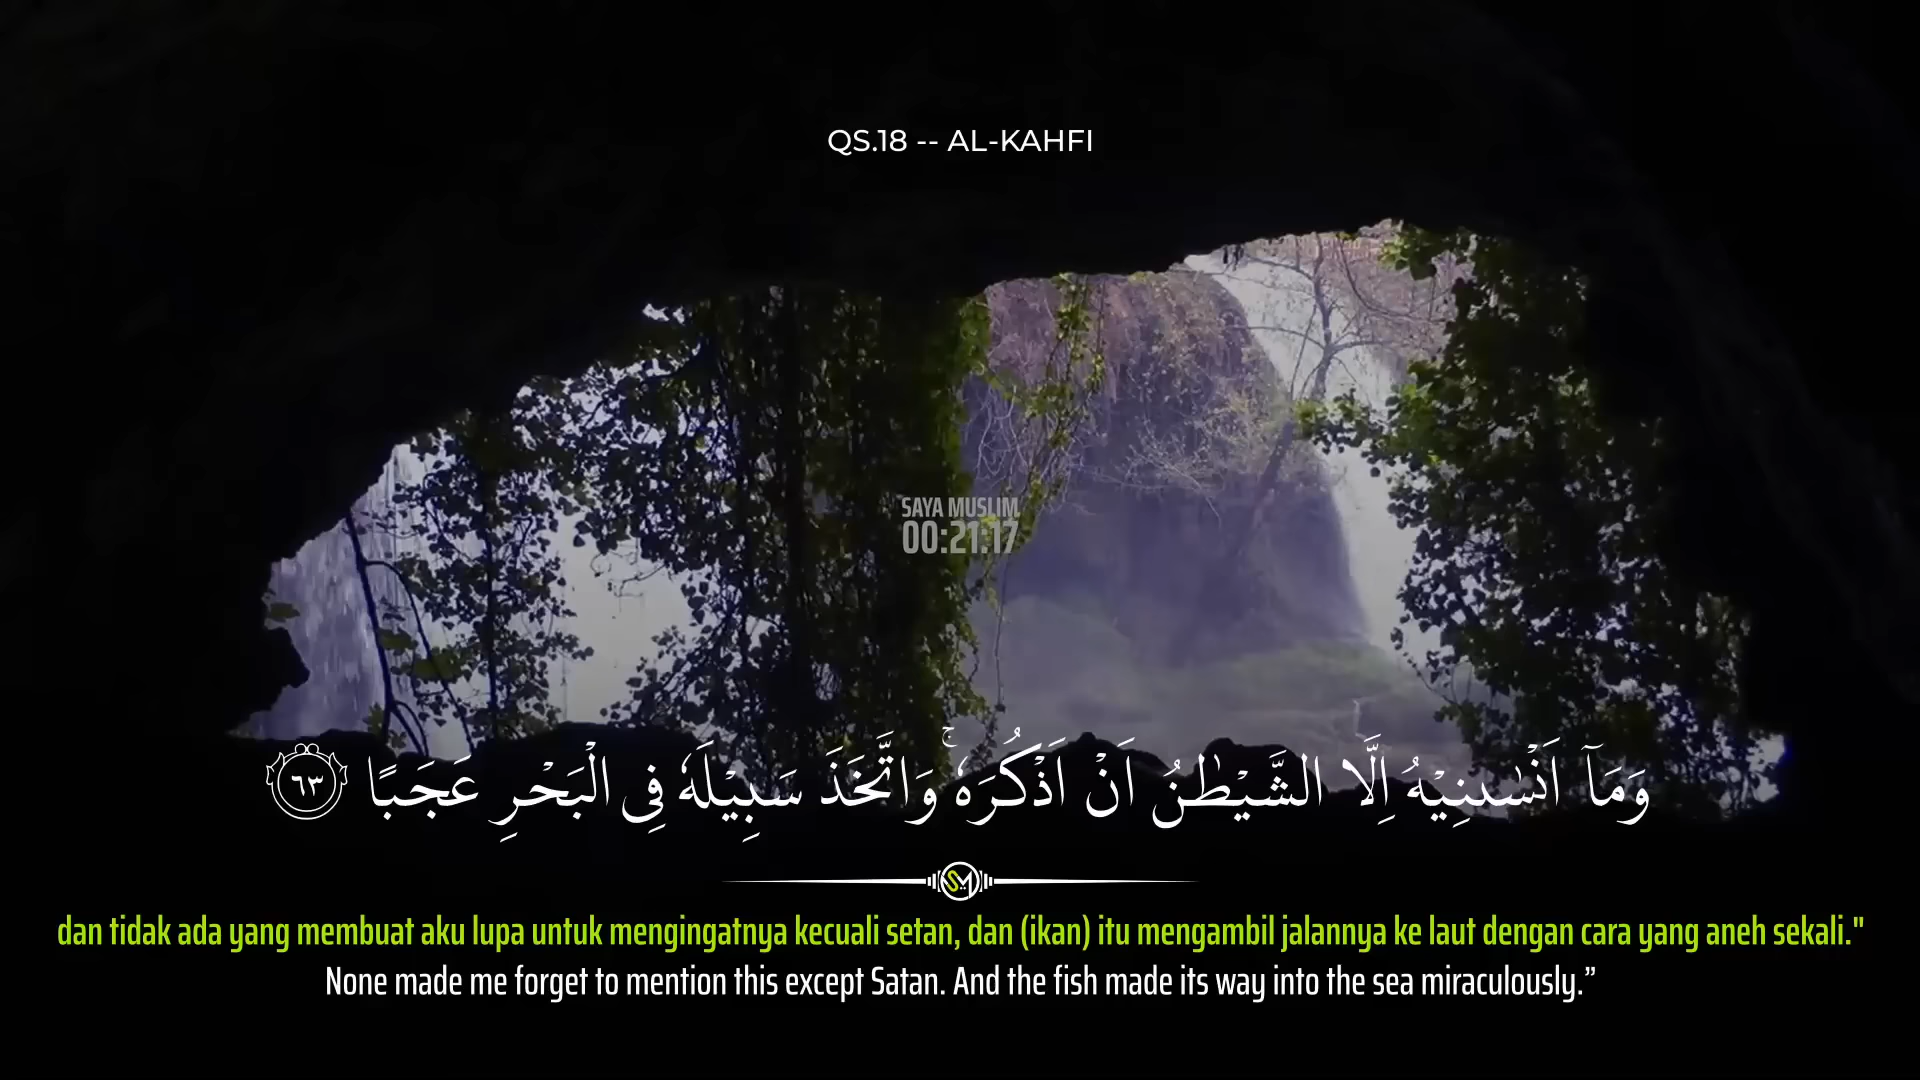 QS.18 -- AL-KAHFI
SAYA MUSLIM
00:21:17
وَمَآ اَنْسٰىنِيْهُ اِلَّا الشَّيْطٰنُ اَنْ اَذْكُرَهٗۚ وَاتَّخَذَ سَبِيْلَهٗ فِى الْبَحْرِ عَجَبًا ٦٣
SM
dan tidak ada yang membuat aku lupa untuk mengingatnya kecuali setan, dan (ikan) itu mengambil jalannya ke laut dengan cara yang aneh sekali."
None made me forget to mention this except Satan. And the fish made its way into the sea miraculously.”